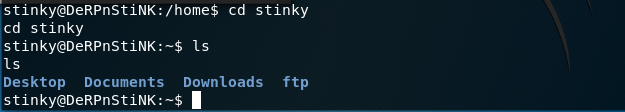 stinky@DeRPnStiNK:/home$ cd stinky
cd stinky
stinky@DeRPnStiNK:~$ ls
ls
Desktop  Documents  Downloads  ftp
stinky@DeRPnStiNK:~$